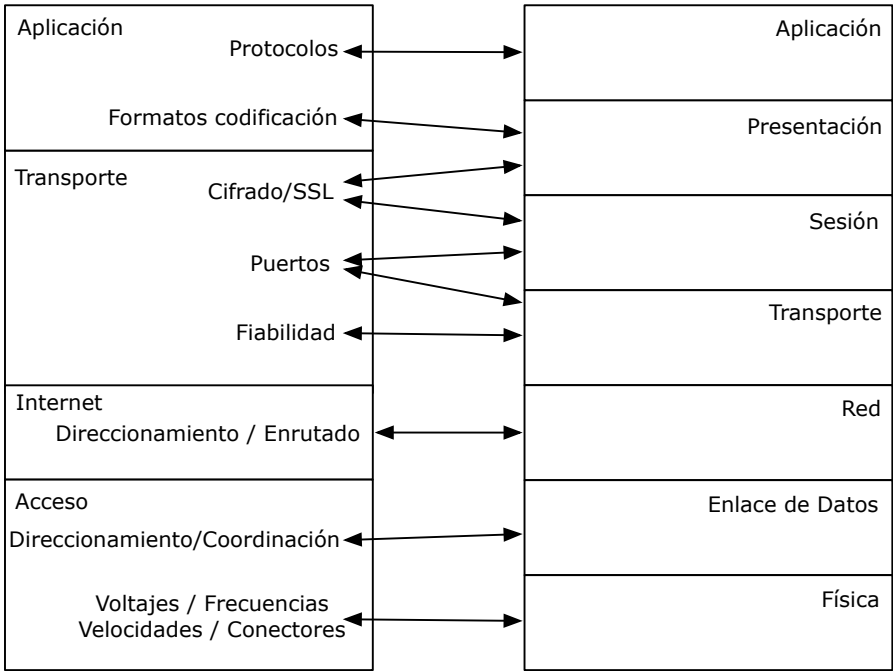 Aplicación
Protocolos
Formatos codificación
Transporte
Cifrado/SSL
Puertos
Fiabilidad
Internet
Direccionamiento / Enrutado
Acceso
Direccionamiento/Coordinación
Voltajes / Frecuencias
Velocidades / Conectores
Aplicación
Presentación
Sesión
Transporte
Red
Enlace de Datos
Física